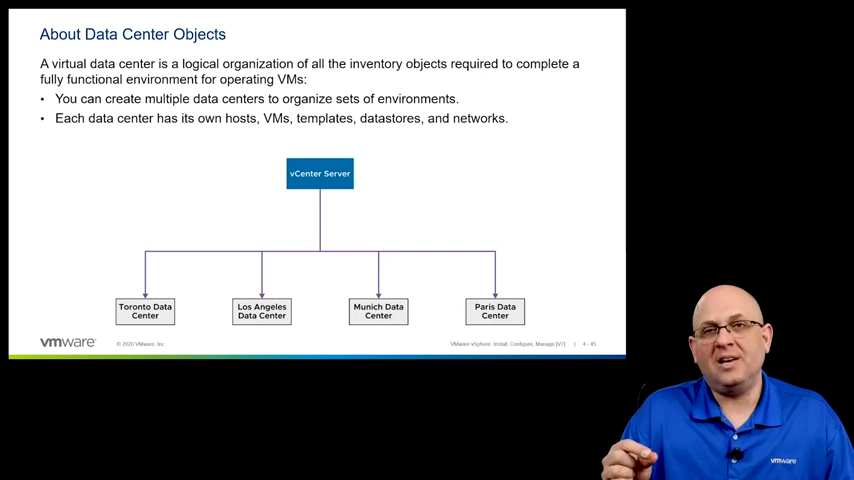 About Data Center Objects
A virtual data center is a logical organization of all the inventory objects required to complete a
fully functional environment for operating VMs:
• You can create multiple data centers to organize sets of environments.
• Each data center has its own hosts, VMs, templates, datastores, and networks.
vCenter Server
Toronto Data
Center
Los Angeles
Data Center
Munich Data
Center
Paris Data
Center
vmware®
© 2020 VMware, Inc.
VMware vSphere: Install, Configure, Manage [V7] | 4 - 45
vmware